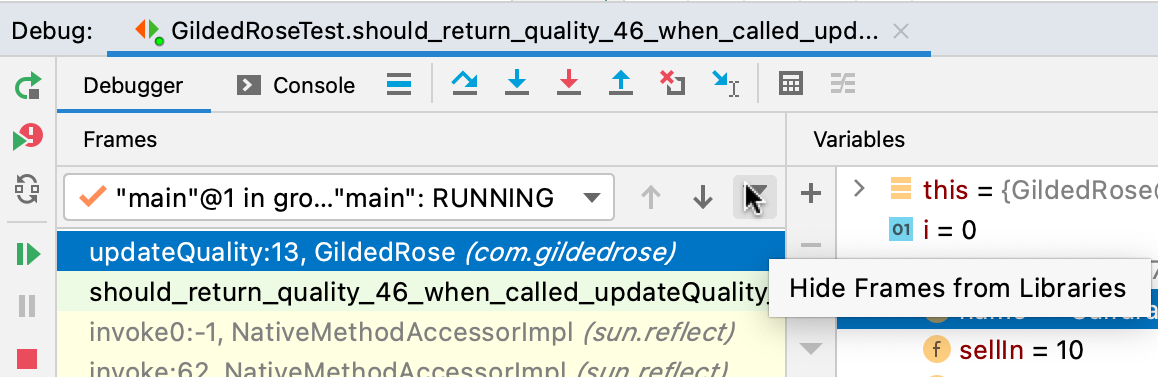 Debug: GildedRoseTest.should_return_quality_46_when_called_upd...
Debugger Console
Frames
Variables
"main"@1 in gro..."main": RUNNING
this = {GildedRose@
01 i = 0
updateQuality:13, GildedRose (com.gildedrose)
should_return_quality_46_when_called_updateQuality_
Hide Frames from Libraries
invoke0:-1, NativeMethodAccessorImpl (sun.reflect)
f sellIn = 10
invoke:62, NativeMethodAccessorImpl (sun.reflect)